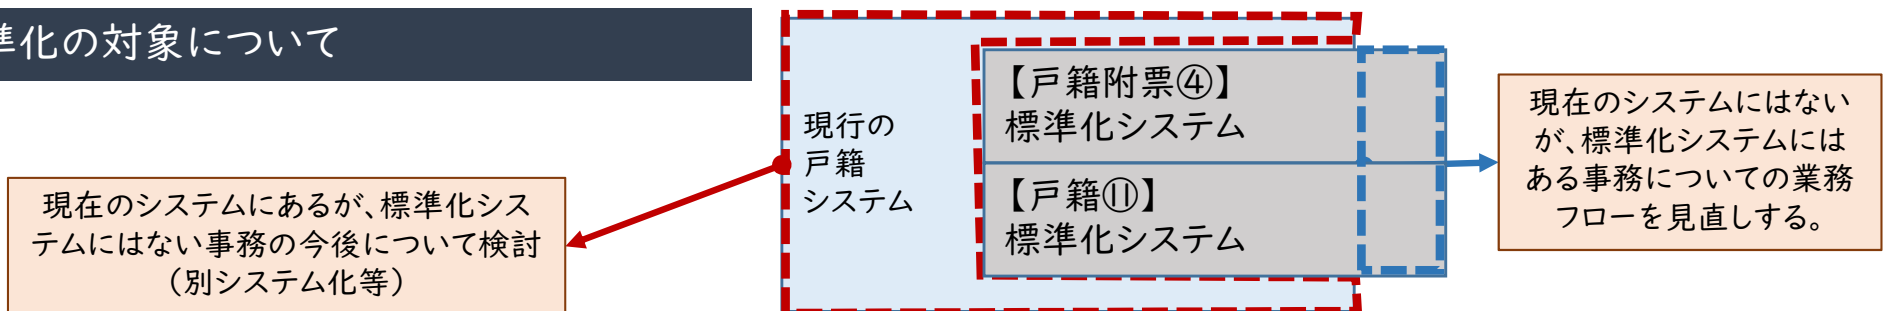 準化の対象について
現行の
戸籍
システム
【戸籍附票④】
標準化システム
【戸籍⑪】
標準化システム
現在のシステムにあるが、標準化シス
テムにはない事務の今後について検討
（別システム化等）
現在のシステムにはない
が、標準化システムには
ある事務についての業務
フローを見直しする。